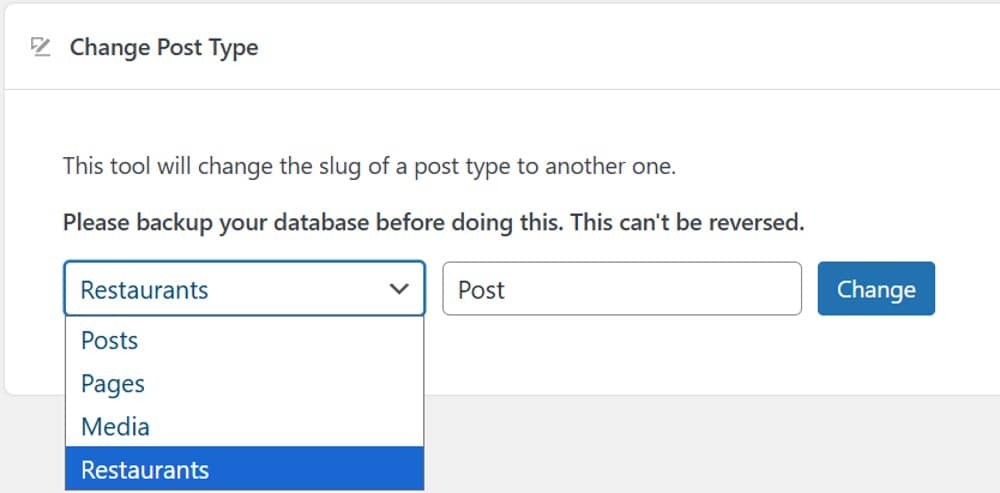 Change Post Type
This tool will change the slug of a post type to another one.
Please backup your database before doing this. This can't be reversed.
Restaurants Post Change
Posts
Pages
Media
Restaurants